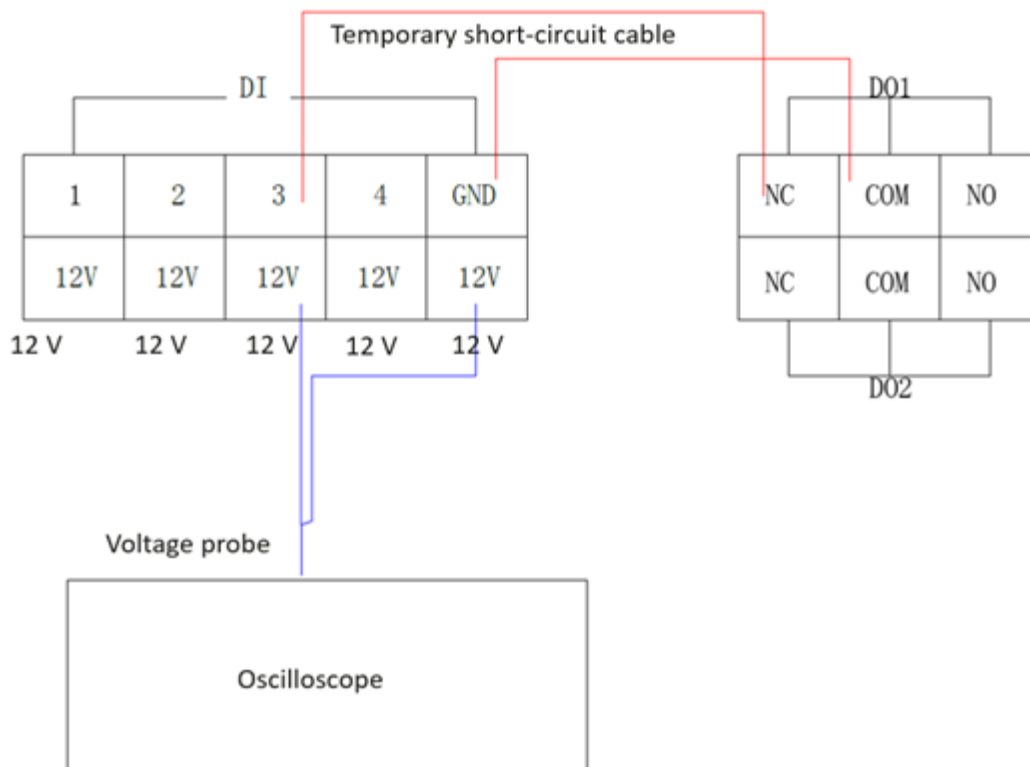 Temporary short-circuit cable
DI
DO1
1 2 3 4 GND
NC COM NO
12V 12V 12V 12V 12V
NC COM NO
12 V 12 V 12 V 12 V 12 V
DO2
Voltage probe
Oscilloscope